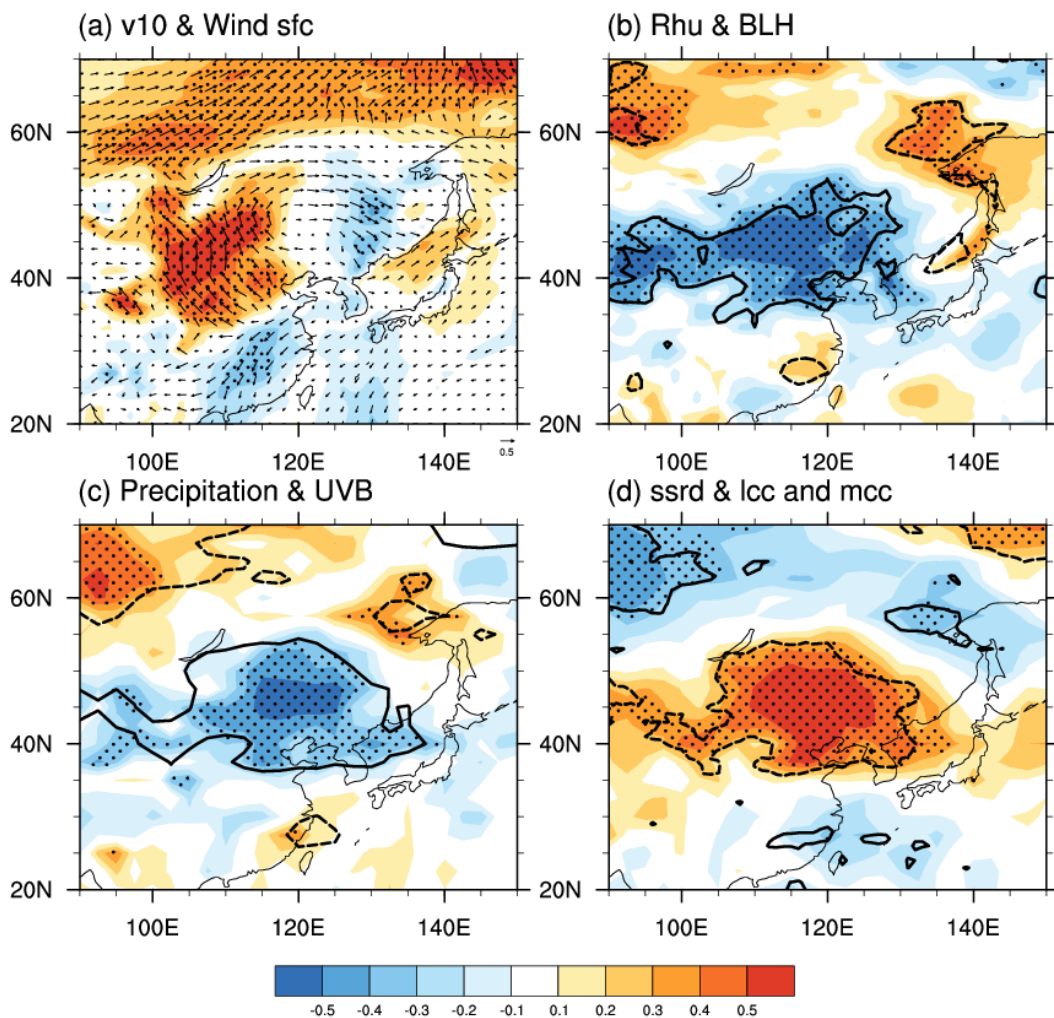 (a) v10 & Wind sfc
(b) Rhu & BLH
60N
40N
20N
100E 120E 140E
0.5
60N
40N
20N
100E 120E 140E
(c) Precipitation & UVB
(d) ssrd & lcc and mcc
60N
40N
20N
100E 120E 140E
60N
40N
20N
100E 120E 140E
-0.5 -0.4 -0.3 -0.2 -0.1 0.1 0.2 0.3 0.4 0.5